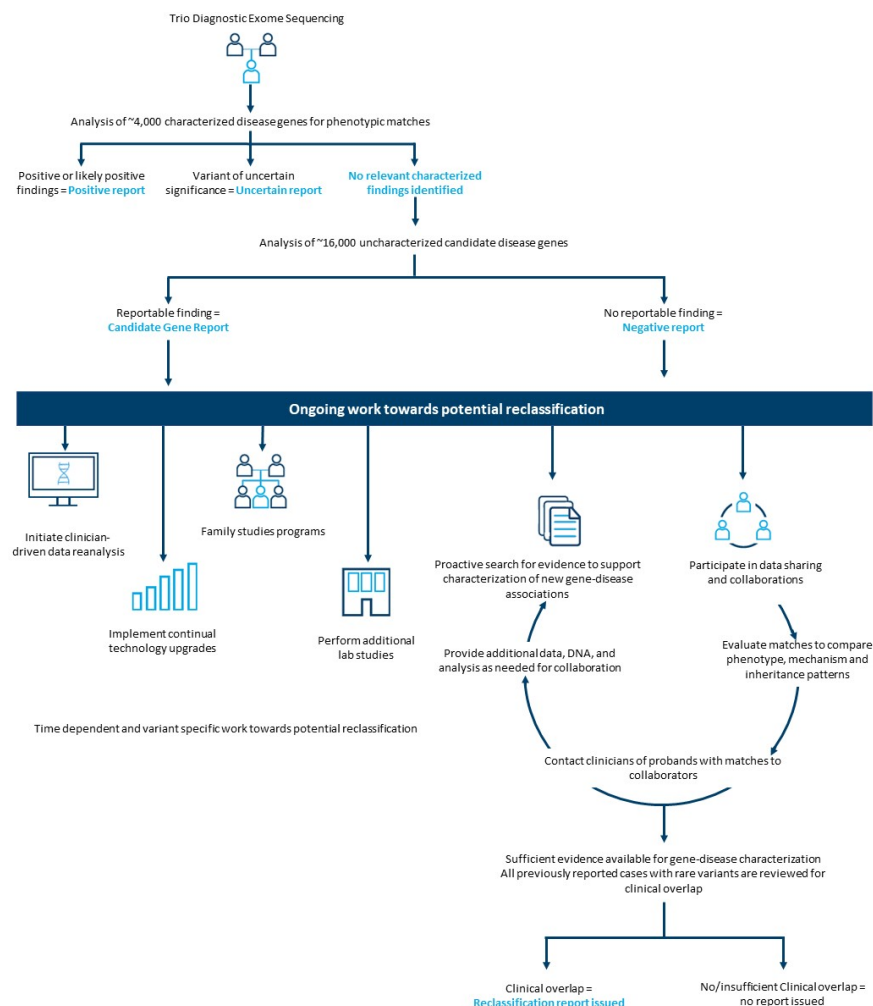 Trio Diagnostic Exome Sequencing
Analysis of ~4,000 characterized disease genes for phenotypic matches
Positive or likely positive
findings = Positive report
Variant of uncertain
significance = Uncertain report
No relevant characterized
findings identified
Analysis of ~16,000 uncharacterized candidate disease genes
Reportable finding =
Candidate Gene Report
No reportable finding =
Negative report
Ongoing work towards potential reclassification
Initiate clinician-
driven data reanalysis
Implement continual
technology upgrades
Family studies programs
Perform additional
lab studies
Time dependent and variant specific work towards potential reclassification
Proactive search for evidence to support
characterization of new gene-disease
associations
Participate in data sharing
and collaborations
Evaluate matches to compare
phenotype, mechanism and
inheritance patterns
Contact clinicians of probands with matches to
collaborators
Provide additional data, DNA, and
analysis as needed for collaboration
Sufficient evidence available for gene-disease characterization
All previously reported cases with rare variants are reviewed for
clinical overlap
Clinical overlap =
Reclassification report issued
No/insufficient Clinical overlap =
no report issued